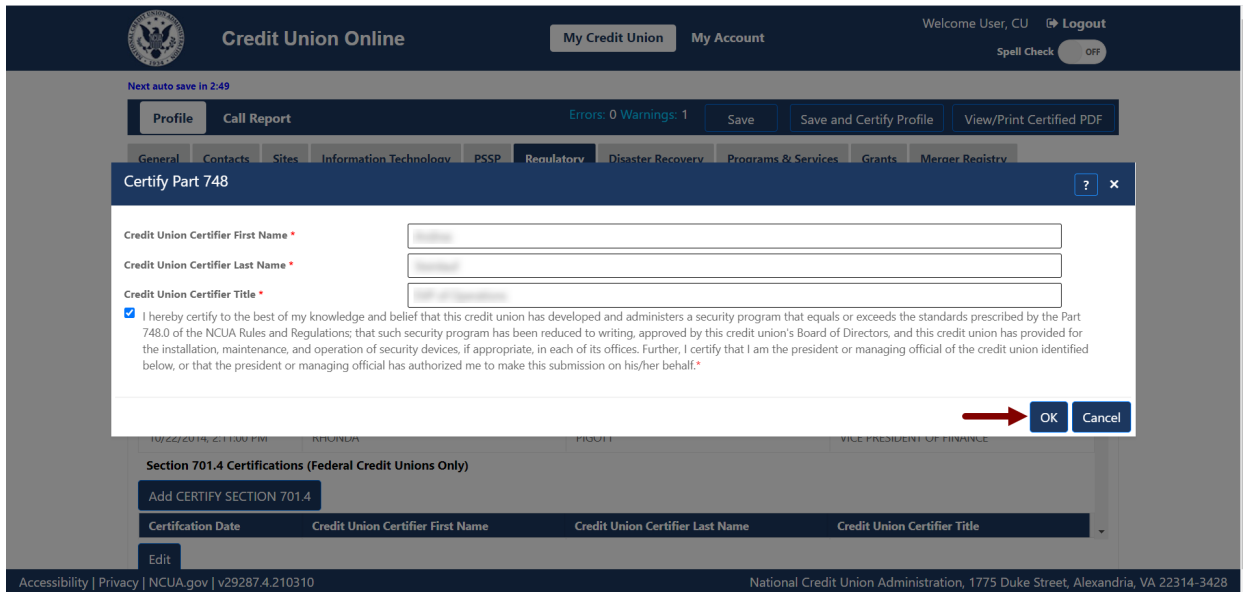 Credit Union Online
My Credit Union
My Account
Welcome User, CU
Logout
Spell Check OFF
Next auto save in 2:49
Profile
Call Report
Errors: 0 Warnings: 1
Save
Save and Certify Profile
View/Print Certified PDF
General Contacts Sites Information Technology PSSP Regulatory Disaster Recovery Programs & Services Grants Merger Registry
Certify Part 748
? ×
Credit Union Certifier First Name *
Credit Union Certifier Last Name *
Credit Union Certifier Title *
I hereby certify to the best of my knowledge and belief that this credit union has developed and administers a security program that equals or exceeds the standards prescribed by the Part
748.0 of the NCUA Rules and Regulations; that such security program has been reduced to writing, approved by this credit union's Board of Directors, and this credit union has provided for
the installation, maintenance, and operation of security devices, if appropriate, in each of its offices. Further, I certify that I am the president or managing official of the credit union identified
below, or that the president or managing official has authorized me to make this submission on his/her behalf.*
OK Cancel
10/22/2014, 2:11:00 PM RHONDA PIGOTT VICE PRESIDENT OF FINANCE
Section 701.4 Certifications (Federal Credit Unions Only)
Add CERTIFY SECTION 701.4
Certifcation Date Credit Union Certifier First Name Credit Union Certifier Last Name Credit Union Certifier Title
Edit
Accessibility | Privacy | NCUA.gov | v29287.4.210310 National Credit Union Administration, 1775 Duke Street, Alexandria, VA 22314-3428